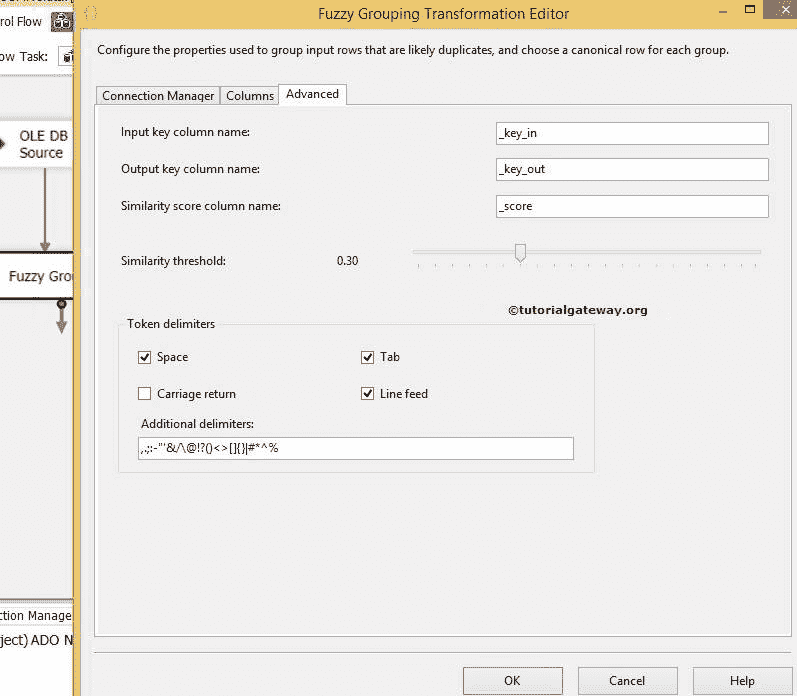 Fuzzy Grouping Transformation Editor
rol Flow
Configure the properties used to group input rows that are likely duplicates, and choose a canonical row for each group.
ow Task:
Connection Manager Columns Advanced
Input key column name: _key_in
OLE DB
Source
Output key column name: _key_out
Similarity score column name: _score
Similarity threshold: 0.30
Fuzzy Gro
©tutorialgateway.org
Token delimiters
Space Tab
Carriage return Line feed
Additional delimiters:
,.;:-"'&/\@!?()<>[]{}|#*^%
ction Manage
ject) ADO N
OK Cancel Help